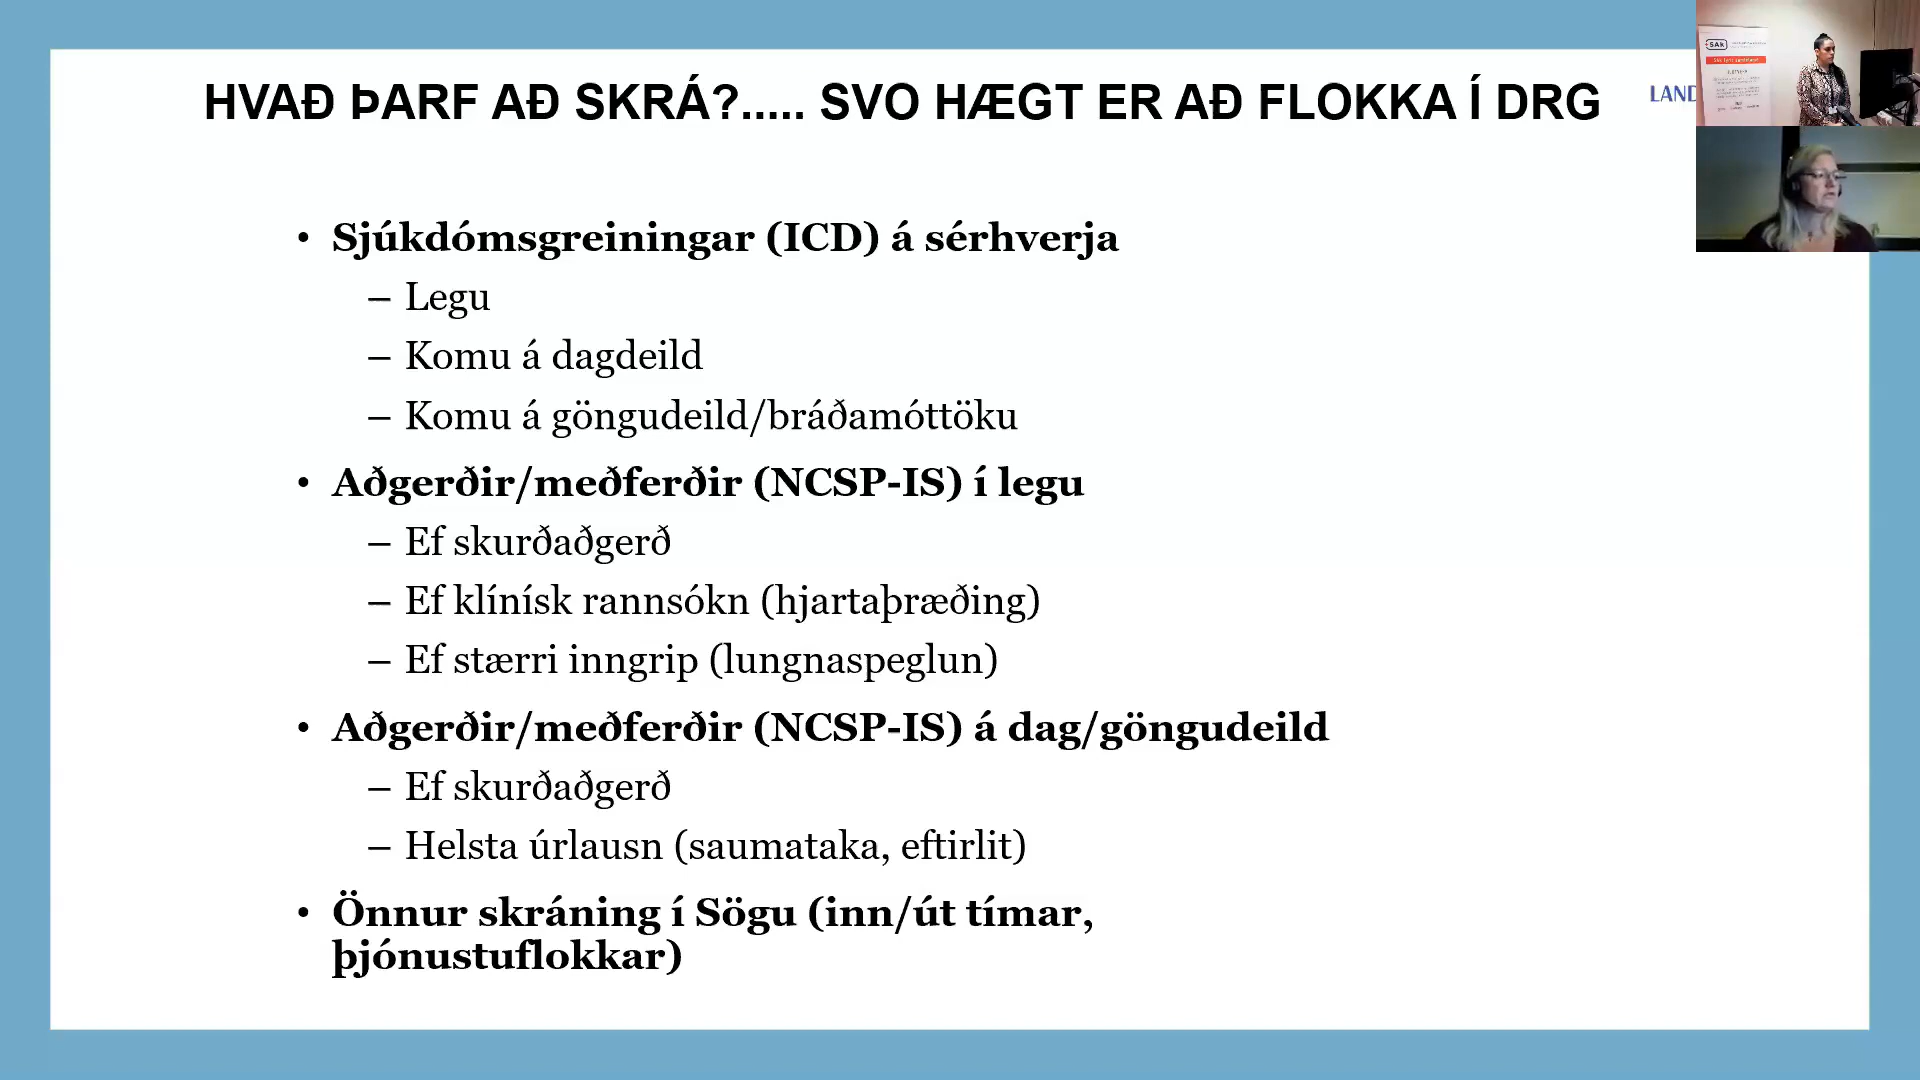 HVAÐ ÞARF AÐ SKRÁ?..... SVO HÆGT ER AÐ FLOKKA Í DRG
LAND
SAk
• Sjúkdómsgreiningar (ICD) á sérhverja
– Legu
– Komu á dagdeild
– Komu á göngudeild/bráðamóttöku
• Aðgerðir/meðferðir (NCSP-IS) í legu
– Ef skurðaðgerð
– Ef klínísk rannsókn (hjartaþræðing)
– Ef stærri inngrip (lungnaspeglun)
• Aðgerðir/meðferðir (NCSP-IS) á dag/göngudeild
– Ef skurðaðgerð
– Helsta úrlausn (saumataka, eftirlit)
• Önnur skráning í Sögu (inn/út tímar,
þjónustuflokkar)